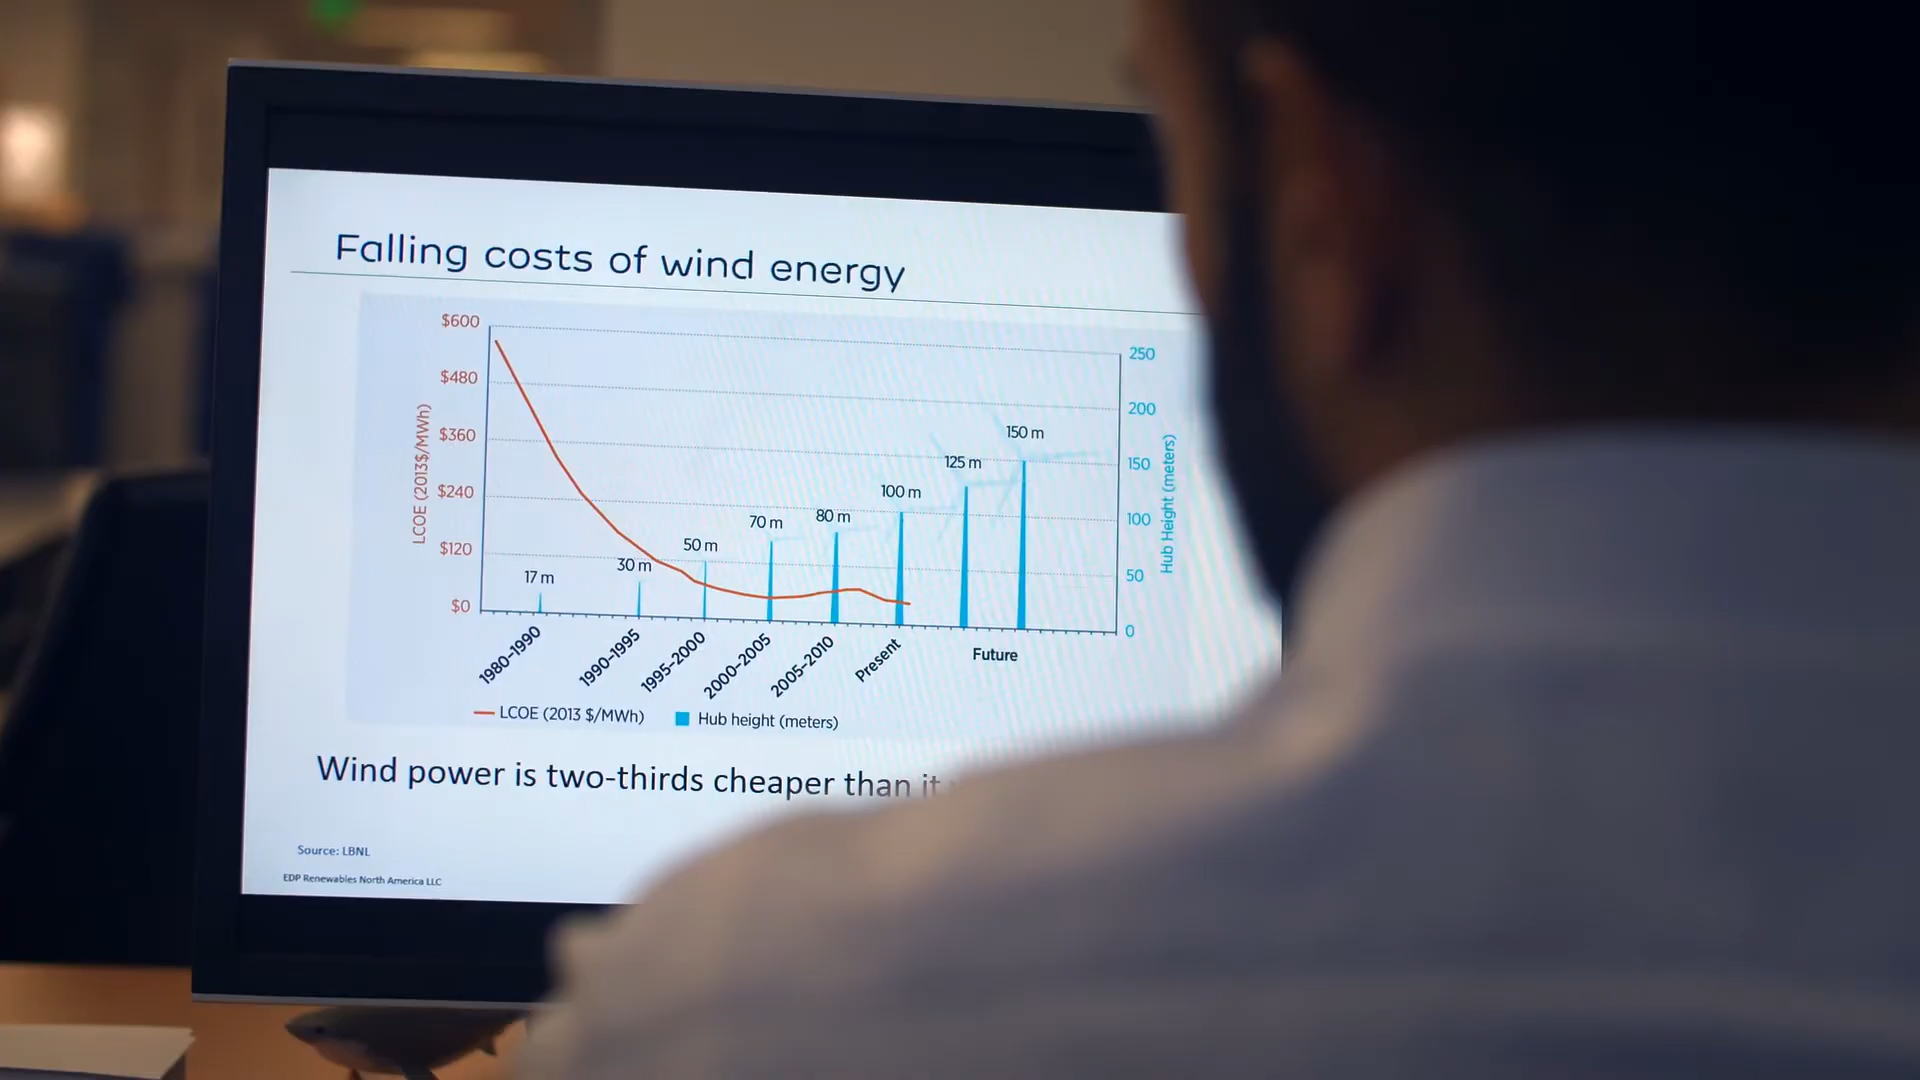 Falling costs of wind energy
$600
$480
$360
$240
$120
$0
LCOE (2013$/MWh)
250
200
150
100
50
0
Hub Height (meters)
17 m
30 m
50 m
70 m
80 m
100 m
125 m
150 m
1980–1990
1990–1995
1995–2000
2000–2005
2005–2010
Present
Future
LCOE (2013 $/MWh)
Hub height (meters)
Wind power is two-thirds cheaper than it
Source: LBNL
EDP Renewables North America LLC